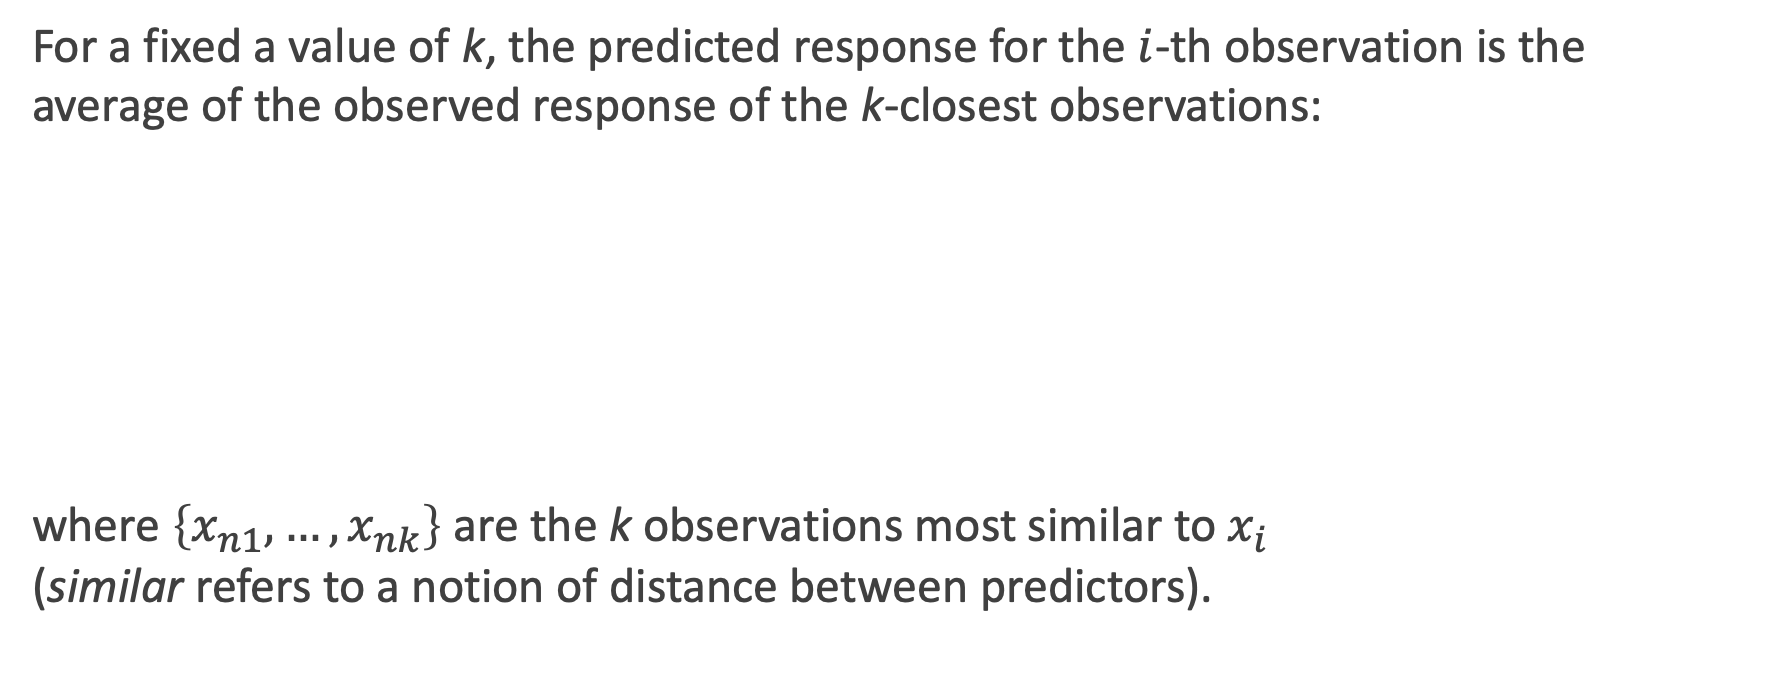 For a fixed a value of k, the predicted response for the i-th observation is the
average of the observed response of the k-closest observations:
where {xₙ₁, … , xₙₖ} are the k observations most similar to xᵢ
(similar refers to a notion of distance between predictors).